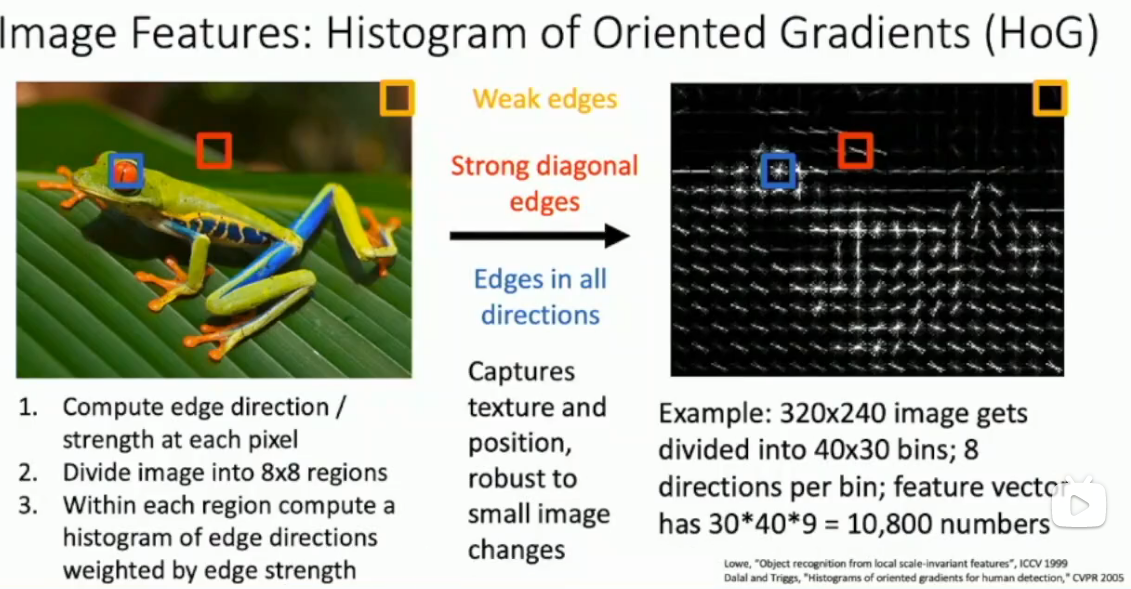 Image Features: Histogram of Oriented Gradients (HoG)
Weak edges
Strong diagonal
edges
Edges in all
directions
Captures
texture and
position,
robust to
small image
changes
1. Compute edge direction /
strength at each pixel
2. Divide image into 8x8 regions
3. Within each region compute a
histogram of edge directions
weighted by edge strength
Example: 320x240 image gets
divided into 40x30 bins; 8
directions per bin; feature vector
has 30*40*9 = 10,800 numbers
Lowe, "Object recognition from local scale-invariant features", ICCV 1999
Dalal and Triggs, "Histograms of oriented gradients for human detection," CVPR 2005